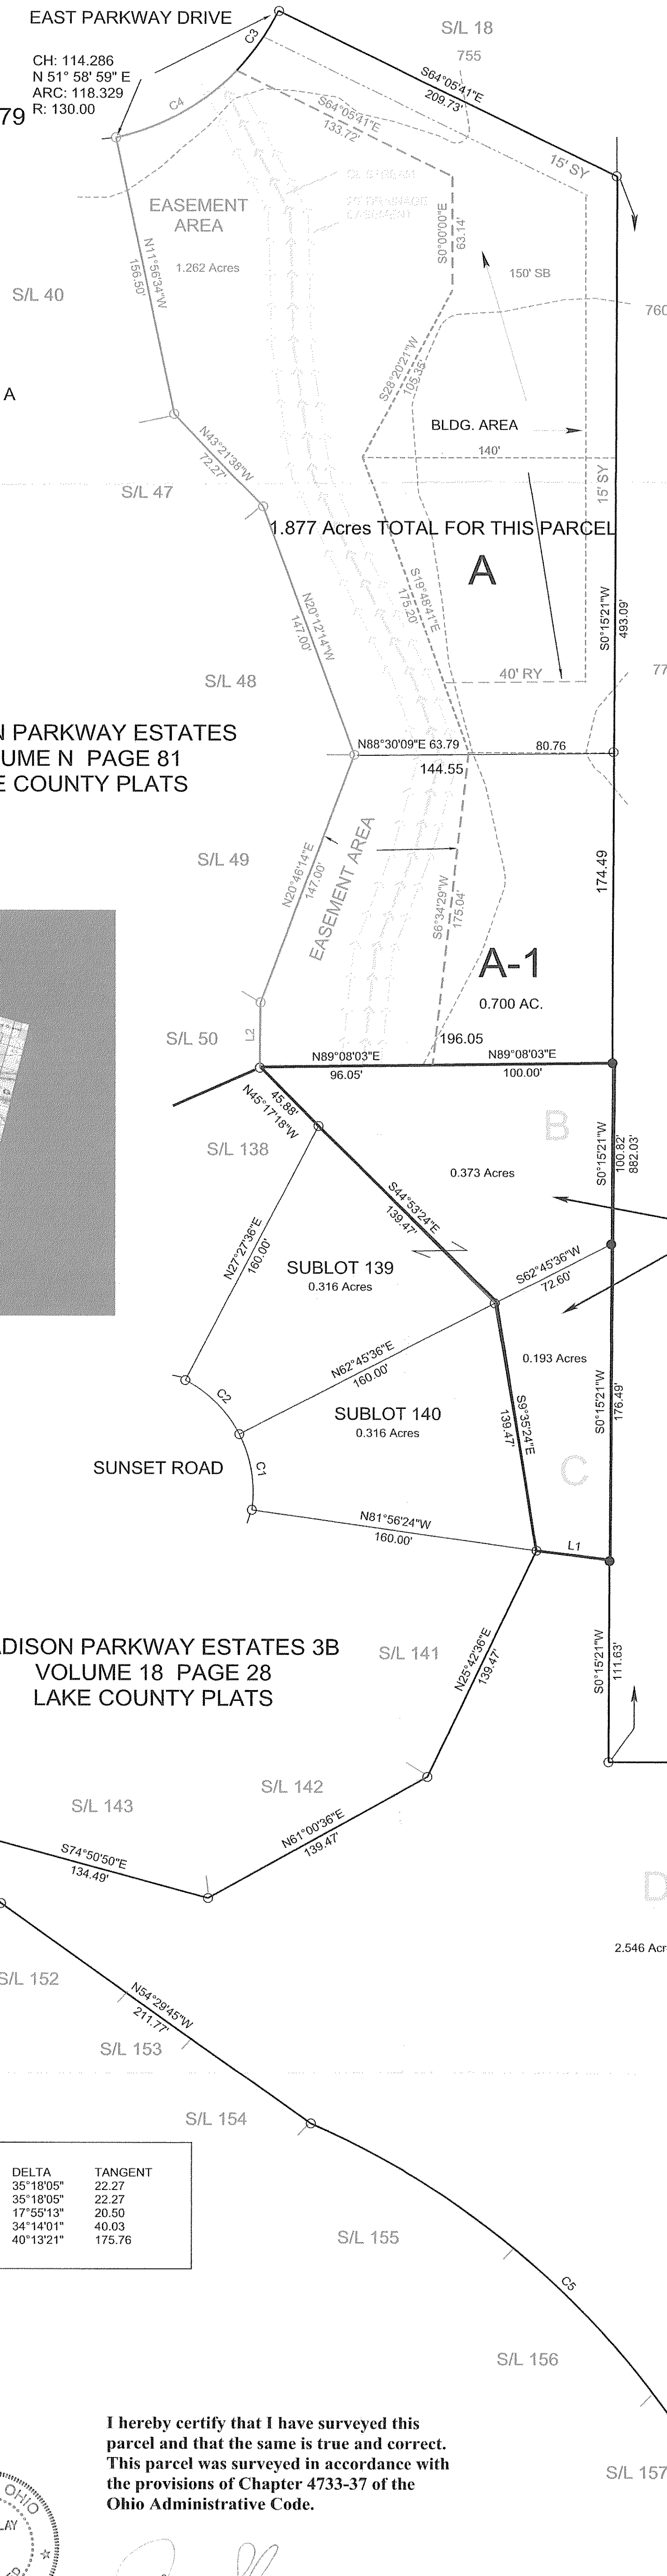 EAST PARKWAY DRIVE
S/L 18
755
CH: 114.286
N 51° 58' 59" E
ARC: 118.329
R: 130.00
79
C3
C4
S64°05'41"E
209.73'
S64°05'41"E
133.72'
15' SY
EASEMENT
AREA
1.262 Acres
S0°00'00"E
63.14'
150' SB
N11°56'34"W
156.50'
S/L 40
760
A
S28°20'21"W
105.35'
BLDG. AREA
140'
N43°21'38"W
72.27'
S/L 47
15' SY
1.877 Acres TOTAL FOR THIS PARCEL
A
S19°48'41"E
175.20'
S0°15'21"W
493.09'
N20°12'14"W
147.00'
S/L 48
40' RY
77
N PARKWAY ESTATES
UME N PAGE 81
E COUNTY PLATS
N88°30'09"E 63.79
80.76
144.55
S/L 49
N20°46'14"E
147.00'
EASEMENT AREA
S6°34'29"W
175.04'
174.49
A-1
0.700 AC.
S/L 50
L2
196.05
N89°08'03"E
96.05'
N89°08'03"E
100.00'
45.88'
N45°17'18"W
S/L 138
B
S0°15'21"W
100.82'
882.03'
0.373 Acres
S44°53'24"E
139.47'
N27°27'36"E
160.00'
SUBLOT 139
0.316 Acres
S62°45'36"W
72.60'
N62°45'36"E
160.00'
0.193 Acres
C2
SUBLOT 140
0.316 Acres
S9°35'24"E
139.47'
S0°15'21"W
176.49'
SUNSET ROAD
C1
C
N81°56'24"W
160.00'
L1
DISON PARKWAY ESTATES 3B
VOLUME 18 PAGE 28
LAKE COUNTY PLATS
S/L 141
N25°42'36"E
139.47'
S0°15'21"W
111.63'
S/L 142
S/L 143
N61°00'36"E
139.47'
S74°50'50"E
134.49'
D
2.546 Acr
S/L 152
N54°29'45"W
211.77'
S/L 153
S/L 154
DELTA TANGENT
35°18'05" 22.27
35°18'05" 22.27
17°55'13" 20.50
34°14'01" 40.03
40°13'21" 175.76
S/L 155
C5
S/L 156
I hereby certify that I have surveyed this
parcel and that the same is true and correct.
This parcel was surveyed in accordance with
the provisions of Chapter 4733-37 of the
Ohio Administrative Code.
S/L 157
OHIO
LAY